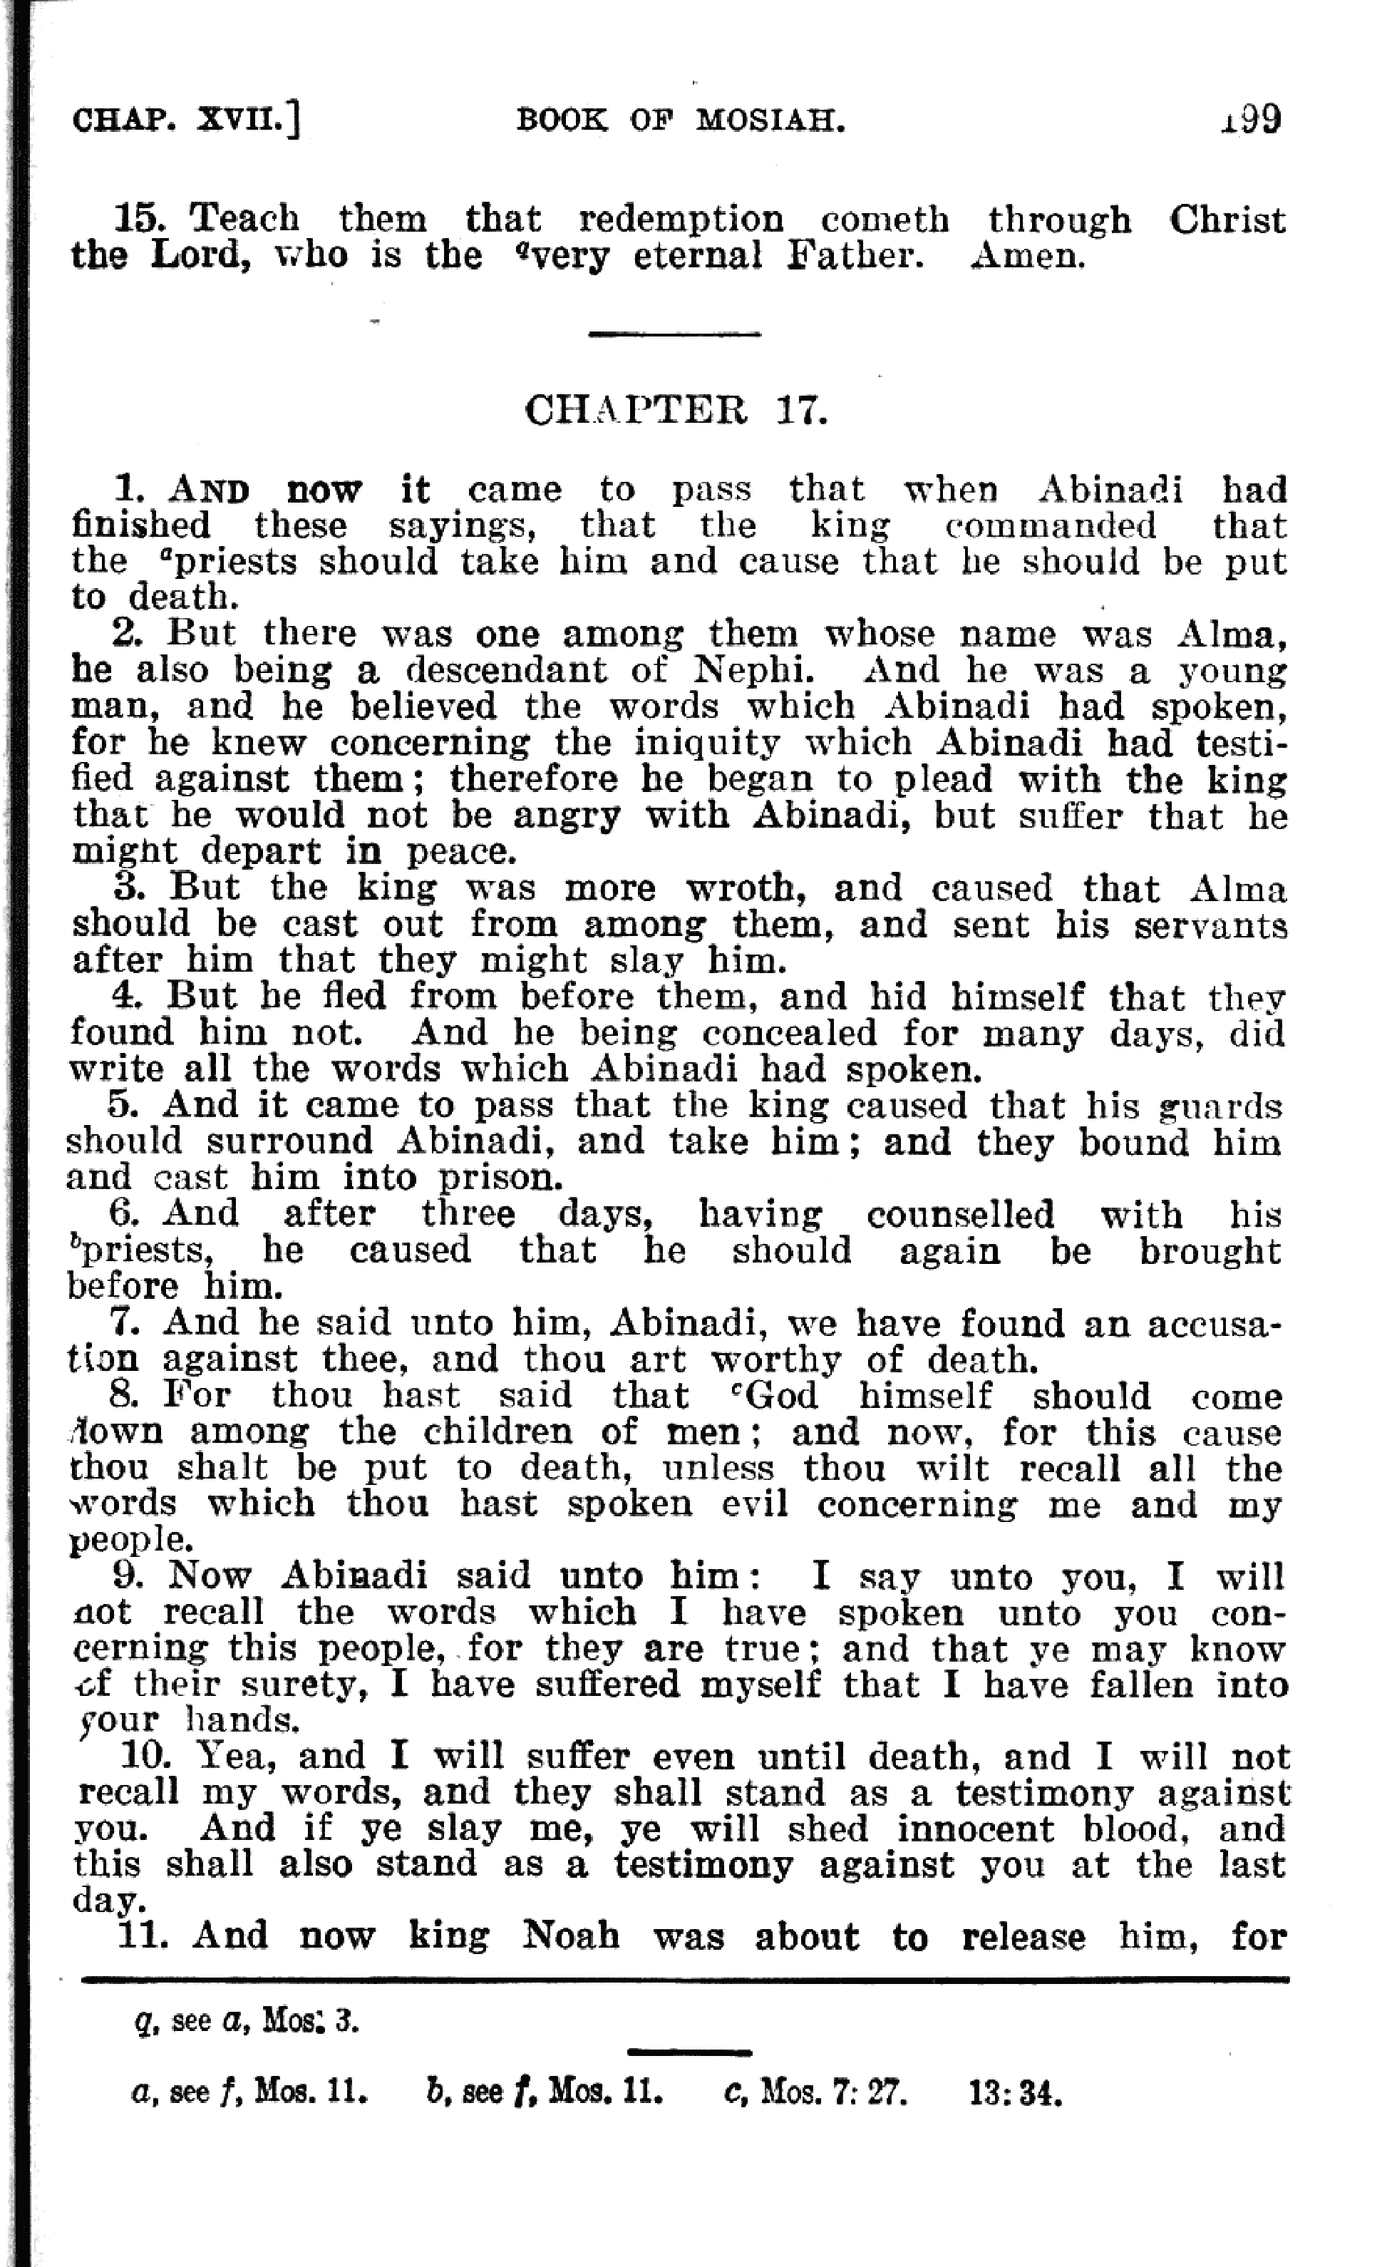 CHAP. XVII.] BOOK OF MOSIAH. 199
15. Teach them that redemption cometh through Christ
the Lord, who is the qvery eternal Father. Amen.
CHAPTER 17.
1. AND now it came to pass that when Abinadi had
finished these sayings, that the king commanded that
the apriests should take him and cause that he should be put
to death.
2. But there was one among them whose name was Alma,
he also being a descendant of Nephi. And he was a young
man, and he believed the words which Abinadi had spoken,
for he knew concerning the iniquity which Abinadi had testi-
fied against them; therefore he began to plead with the king
that he would not be angry with Abinadi, but suffer that he
might depart in peace.
3. But the king was more wroth, and caused that Alma
should be cast out from among them, and sent his servants
after him that they might slay him.
4. But he fled from before them, and hid himself that they
found him not. And he being concealed for many days, did
write all the words which Abinadi had spoken.
5. And it came to pass that the king caused that his guards
should surround Abinadi, and take him; and they bound him
and cast him into prison.
6. And after three days, having counselled with his
bpriests, he caused that he should again be brought
before him.
7. And he said unto him, Abinadi, we have found an accusa-
tion against thee, and thou art worthy of death.
8. For thou hast said that cGod himself should come
down among the children of men; and now, for this cause
thou shalt be put to death, unless thou wilt recall all the
words which thou hast spoken evil concerning me and my
people.
9. Now Abinadi said unto him: I say unto you, I will
not recall the words which I have spoken unto you con-
cerning this people, for they are true; and that ye may know
of their surety, I have suffered myself that I have fallen into
your hands.
10. Yea, and I will suffer even until death, and I will not
recall my words, and they shall stand as a testimony against
you. And if ye slay me, ye will shed innocent blood, and
this shall also stand as a testimony against you at the last
day.
11. And now king Noah was about to release him, for
q, see a, Mos. 3.
a, see f, Mos. 11. b, see f, Mos. 11. c, Mos. 7: 27. 13: 34.